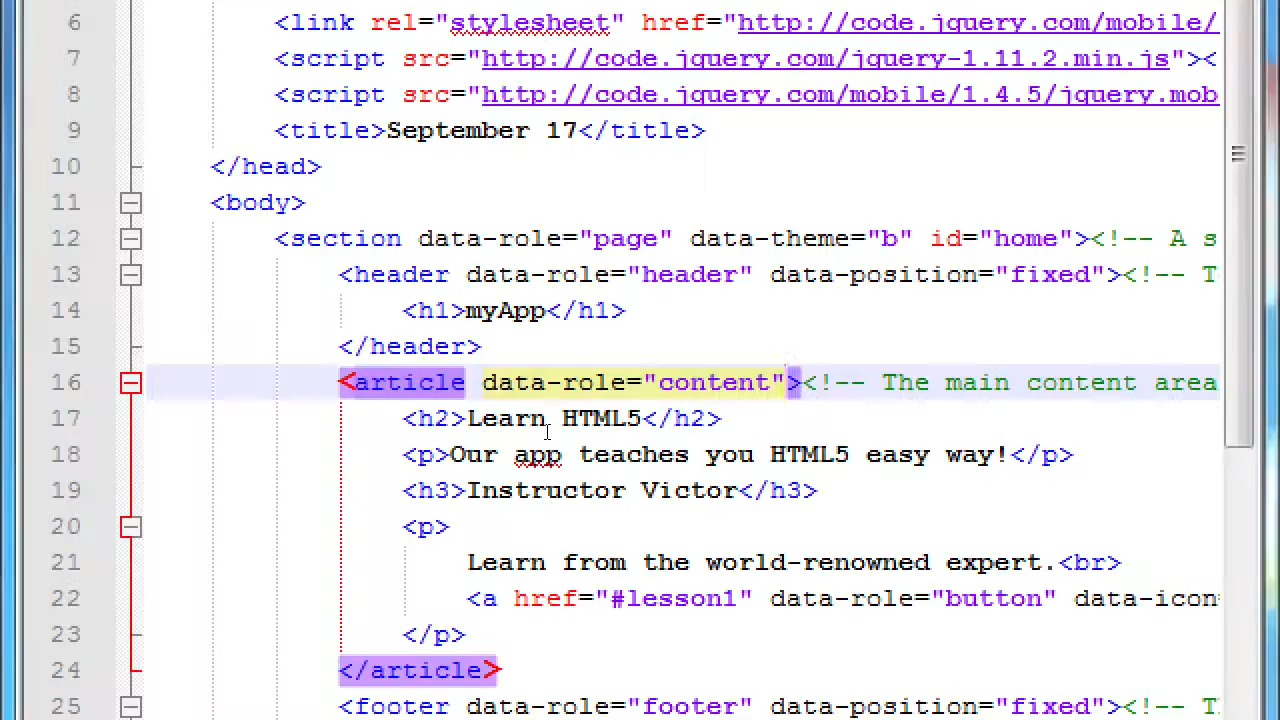 6 <link rel="stylesheet" href="http://code.jquery.com/mobile/
7 <script src="http://code.jquery.com/jquery-1.11.2.min.js"><
8 <script src="http://code.jquery.com/mobile/1.4.5/jquery.mob
9 <title>September 17</title>
10 </head>
11 <body>
12 <section data-role="page" data-theme="b" id="home"><!-- A s
13 <header data-role="header" data-position="fixed"><!-- T
14 <h1>myApp</h1>
15 </header>
16 <article data-role="content"><!-- The main content area
17 <h2>Learn HTML5</h2>
18 <p>Our app teaches you HTML5 easy way!</p>
19 <h3>Instructor Victor</h3>
20 <p>
21 Learn from the world-renowned expert.<br>
22 <a href="#lesson1" data-role="button" data-icon
23 </p>
24 </article>
25 <footer data-role="footer" data-position="fixed"><!-- T